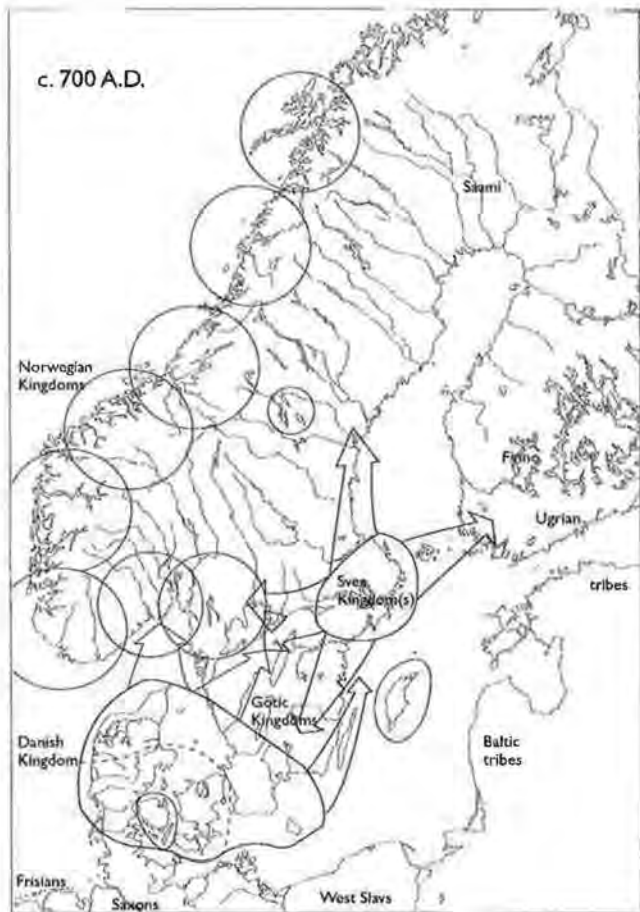 c. 700 A.D.
Saami
Norwegian
Kingdoms
Finno
Ugrian
tribes
Svea
Kingdom(s)
Gotic
Kingdoms
Danish
Kingdom
Baltic
tribes
Frisians
Saxons
West Slavs